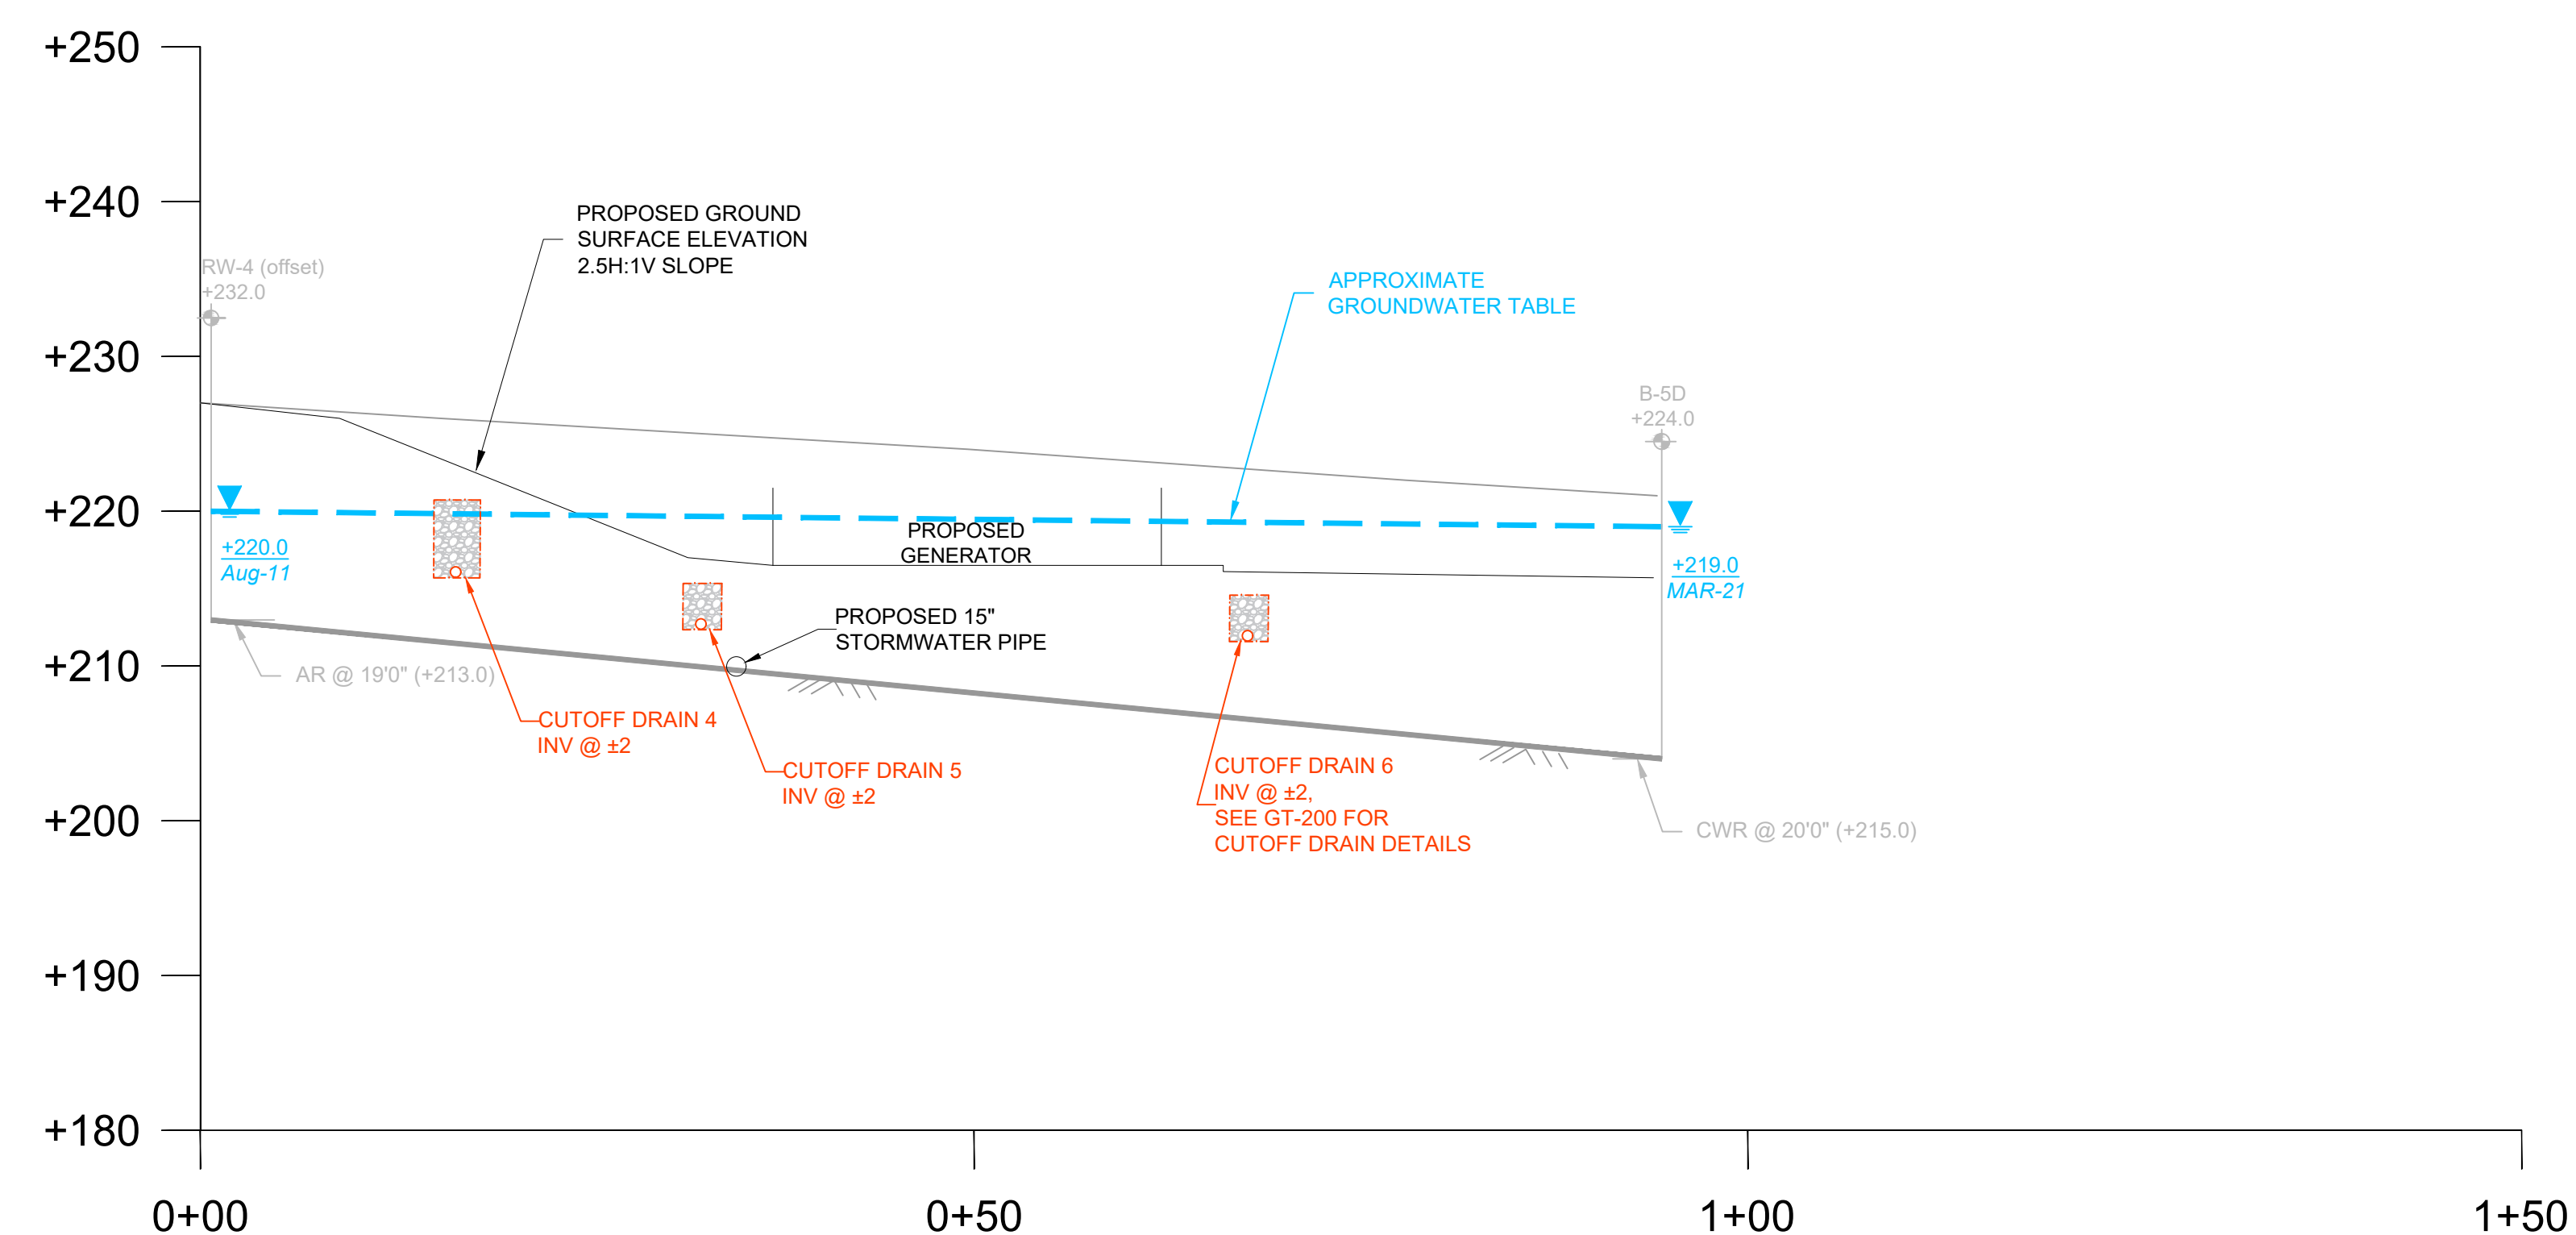 +250
+240
PROPOSED GROUND
SURFACE ELEVATION
2.5H:1V SLOPE
RW-4 (offset)
+232.0
APPROXIMATE
GROUNDWATER TABLE
+230
B-5D
+224.0
+220
PROPOSED
GENERATOR
+220.0
Aug-11
+219.0
MAR-21
PROPOSED 15"
STORMWATER PIPE
+210
AR @ 19'0" (+213.0)
CUTOFF DRAIN 4
INV @ ±2
CUTOFF DRAIN 5
INV @ ±2
CUTOFF DRAIN 6
INV @ ±2,
SEE GT-200 FOR
CUTOFF DRAIN DETAILS
+200
CWR @ 20'0" (+215.0)
+190
+180
0+00
0+50
1+00
1+50